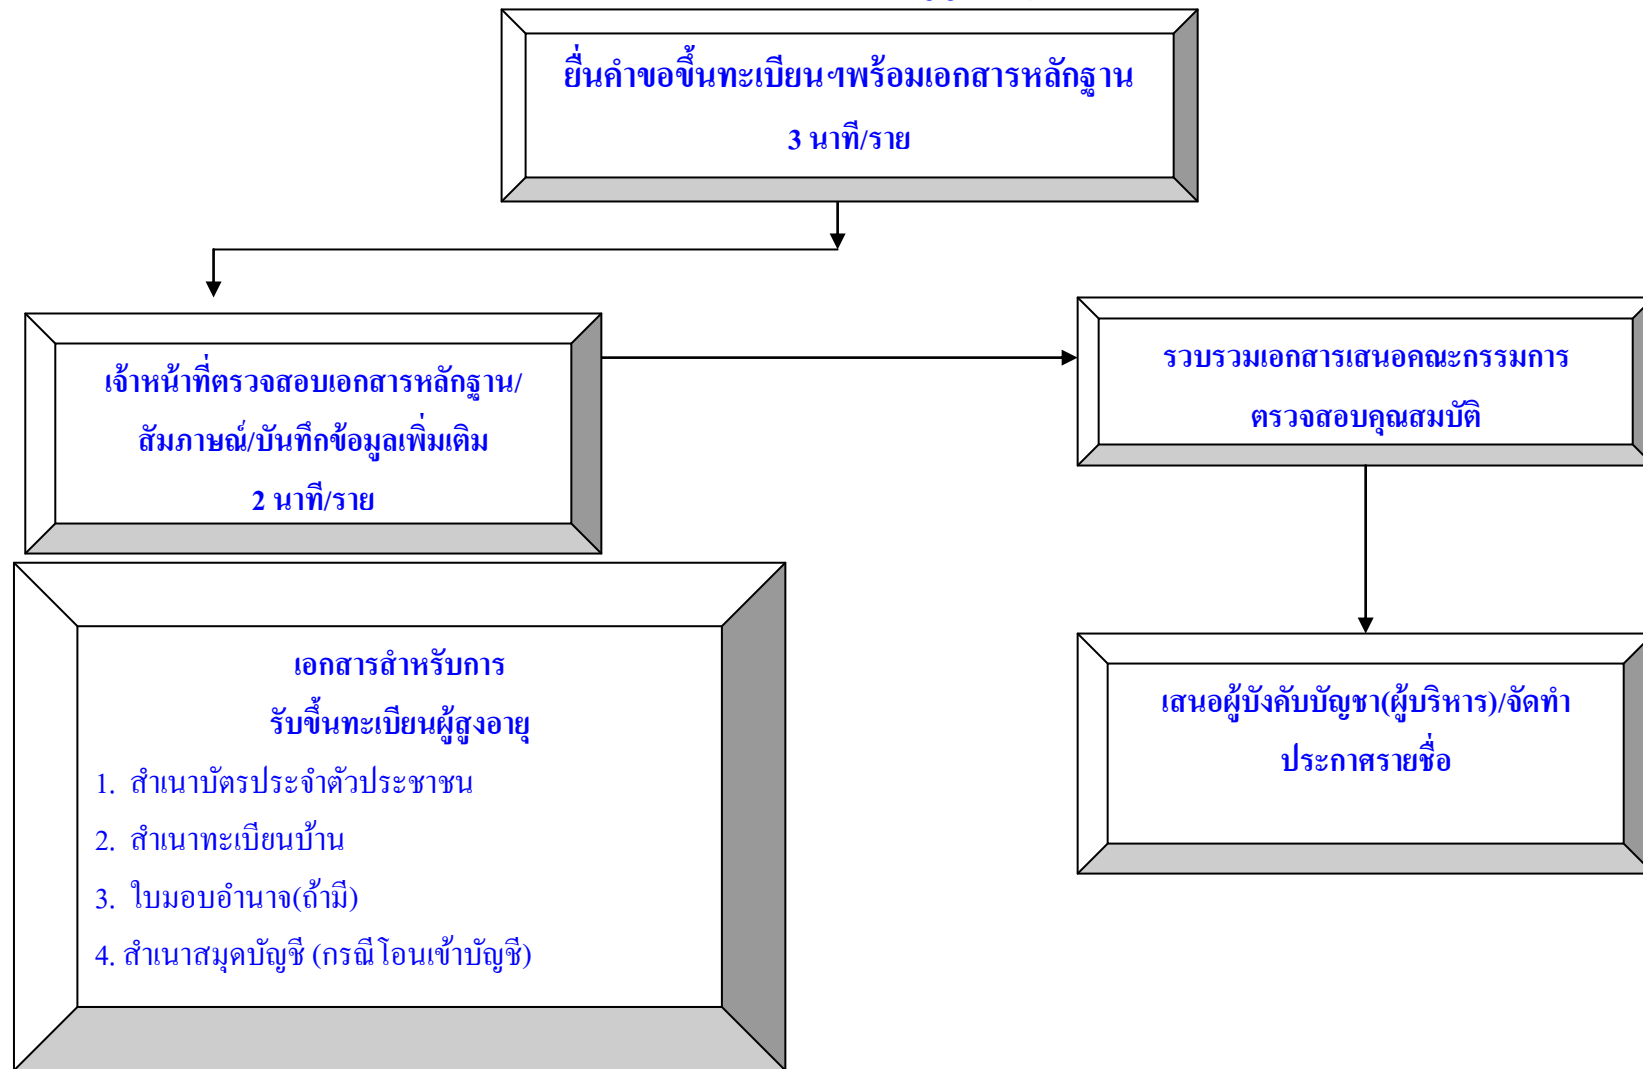 ยื่นคำขอขึ้นทะเบียนฯพร้อมเอกสารหลักฐาน
3 นาที/ราย
เจ้าหน้าที่ตรวจสอบเอกสารหลักฐาน/
สัมภาษณ์/บันทึกข้อมูลเพิ่มเติม
2 นาที/ราย
รวบรวมเอกสารเสนอคณะกรรมการ
ตรวจสอบคุณสมบัติ
เอกสารสำหรับการ
รับขึ้นทะเบียนผู้สูงอายุ
1. สำเนาบัตรประจำตัวประชาชน
2. สำเนาทะเบียนบ้าน
3. ใบมอบอำนาจ(ถ้ามี)
4. สำเนาสมุดบัญชี (กรณีโอนเข้าบัญชี)
เสนอผู้บังคับบัญชา(ผู้บริหาร)/จัดทำ
ประกาศรายชื่อ